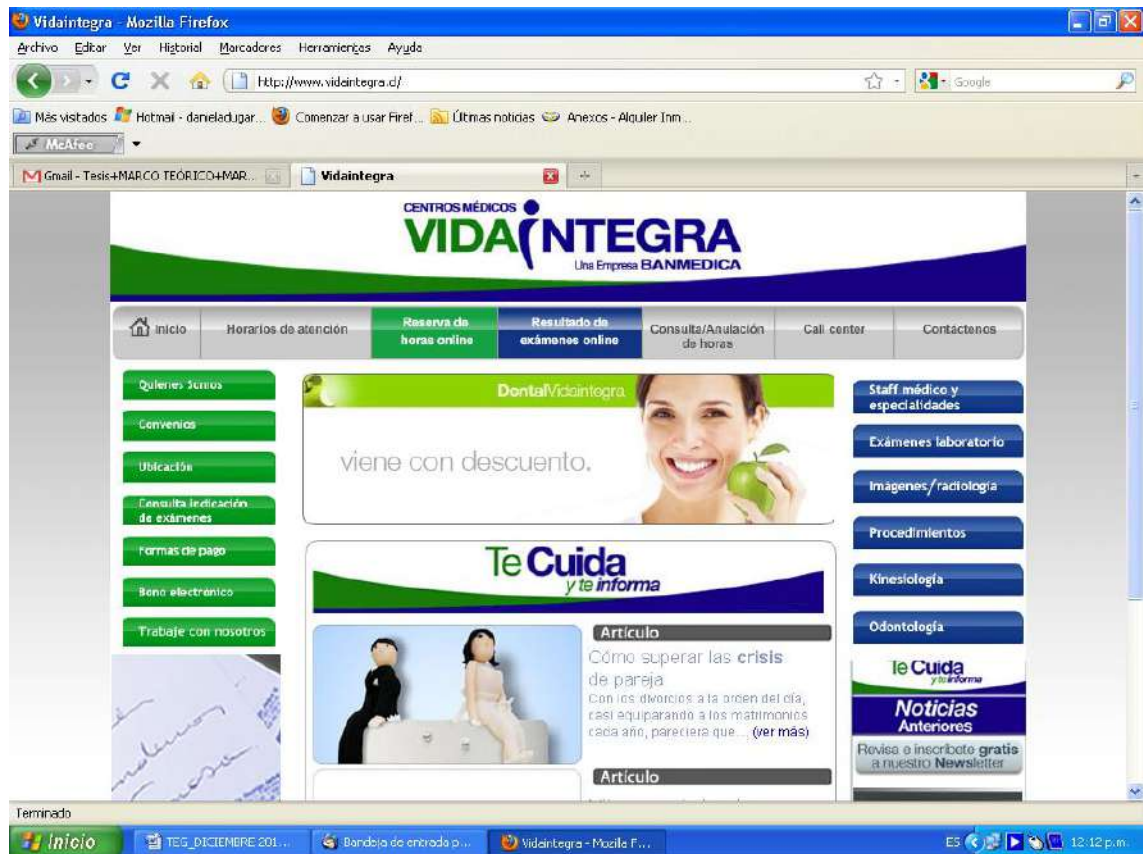 Vidaintegra - Mozilla Firefox
Archivo Editar Ver Historial Marcadores Herramientas Ayuda
http://www.vidaintegra.cl/
Google
Más visitados Hotmail - danieladugar... Comenzar a usar Firef... Últimas noticias Anexos - Alquiler Inm...
McAfee
Gmail - Tesis+MARCO TEÓRICO+MAR... Vidaintegra
CENTROS MÉDICOS
VIDAINTEGRA
Una Empresa BANMEDICA
Inicio
Horarios de atención
Reserva de
horas online
Resultado de
exámenes online
Consulta/Anulación
de horas
Call center
Contáctenos
Quienes Somos
Convenios
Ubicación
Consulta indicación
de exámenes
Formas de pago
Bono electrónico
Trabaje con nosotros
DentalVidaintegra
viene con descuento.
Te Cuida
y te informa
Artículo
Cómo superar las crisis
de pareja
Con los divorcios a la orden del día,
casi equiparando a los matrimonios
cada año, pareciera que... (ver más)
Artículo
Staff médico y
especialidades
Exámenes laboratorio
Imágenes/radiología
Procedimientos
Kinesiología
Odontología
Te Cuida
y te informa
Noticias
Anteriores
Revisa e inscríbete gratis
a nuestro Newsletter
Terminado
Inicio TEG_DICIEMBRE 201... Bandeja de entrada p... Vidaintegra - Mozilla F... ES 12:12 p.m.